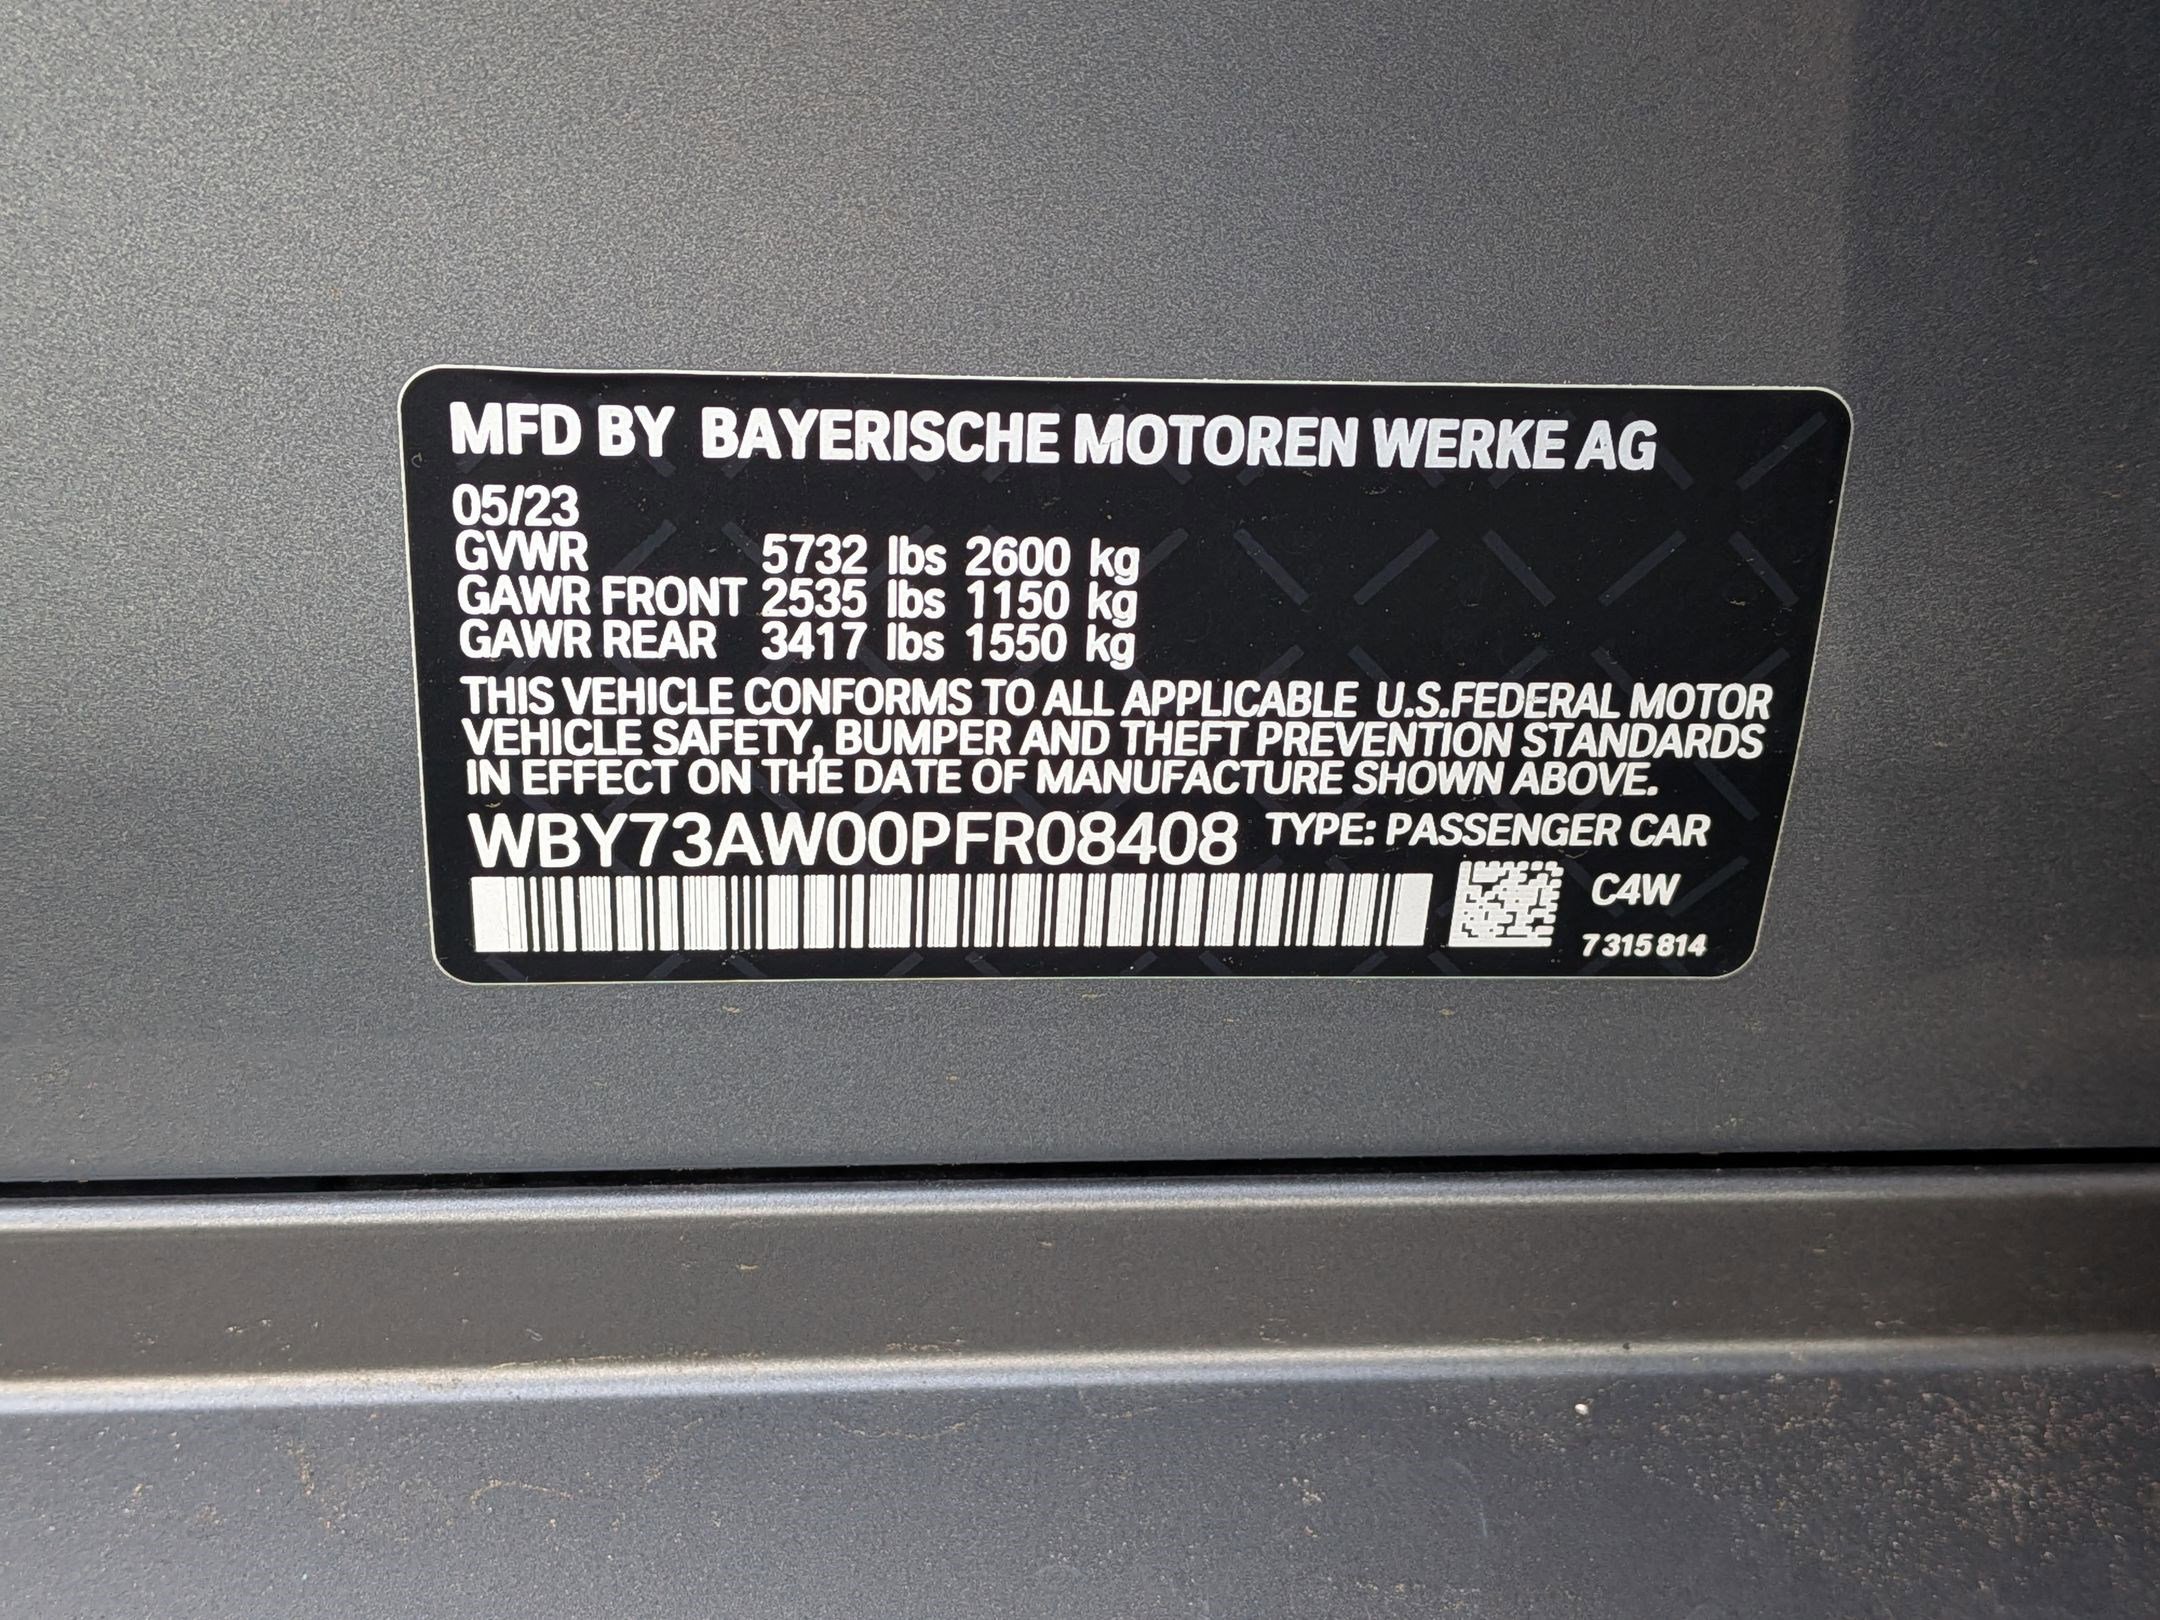 MFD BY BAYERISCHE MOTOREN WERKE AG
05/23
GVWR 5732 lbs 2600 kg
GAWR FRONT 2535 lbs 1150 kg
GAWR REAR 3417 lbs 1550 kg
THIS VEHICLE CONFORMS TO ALL APPLICABLE U.S.FEDERAL MOTOR
VEHICLE SAFETY, BUMPER AND THEFT PREVENTION STANDARDS
IN EFFECT ON THE DATE OF MANUFACTURE SHOWN ABOVE.
WBY73AW00PFR08408 TYPE: PASSENGER CAR
C4W
7 315 814